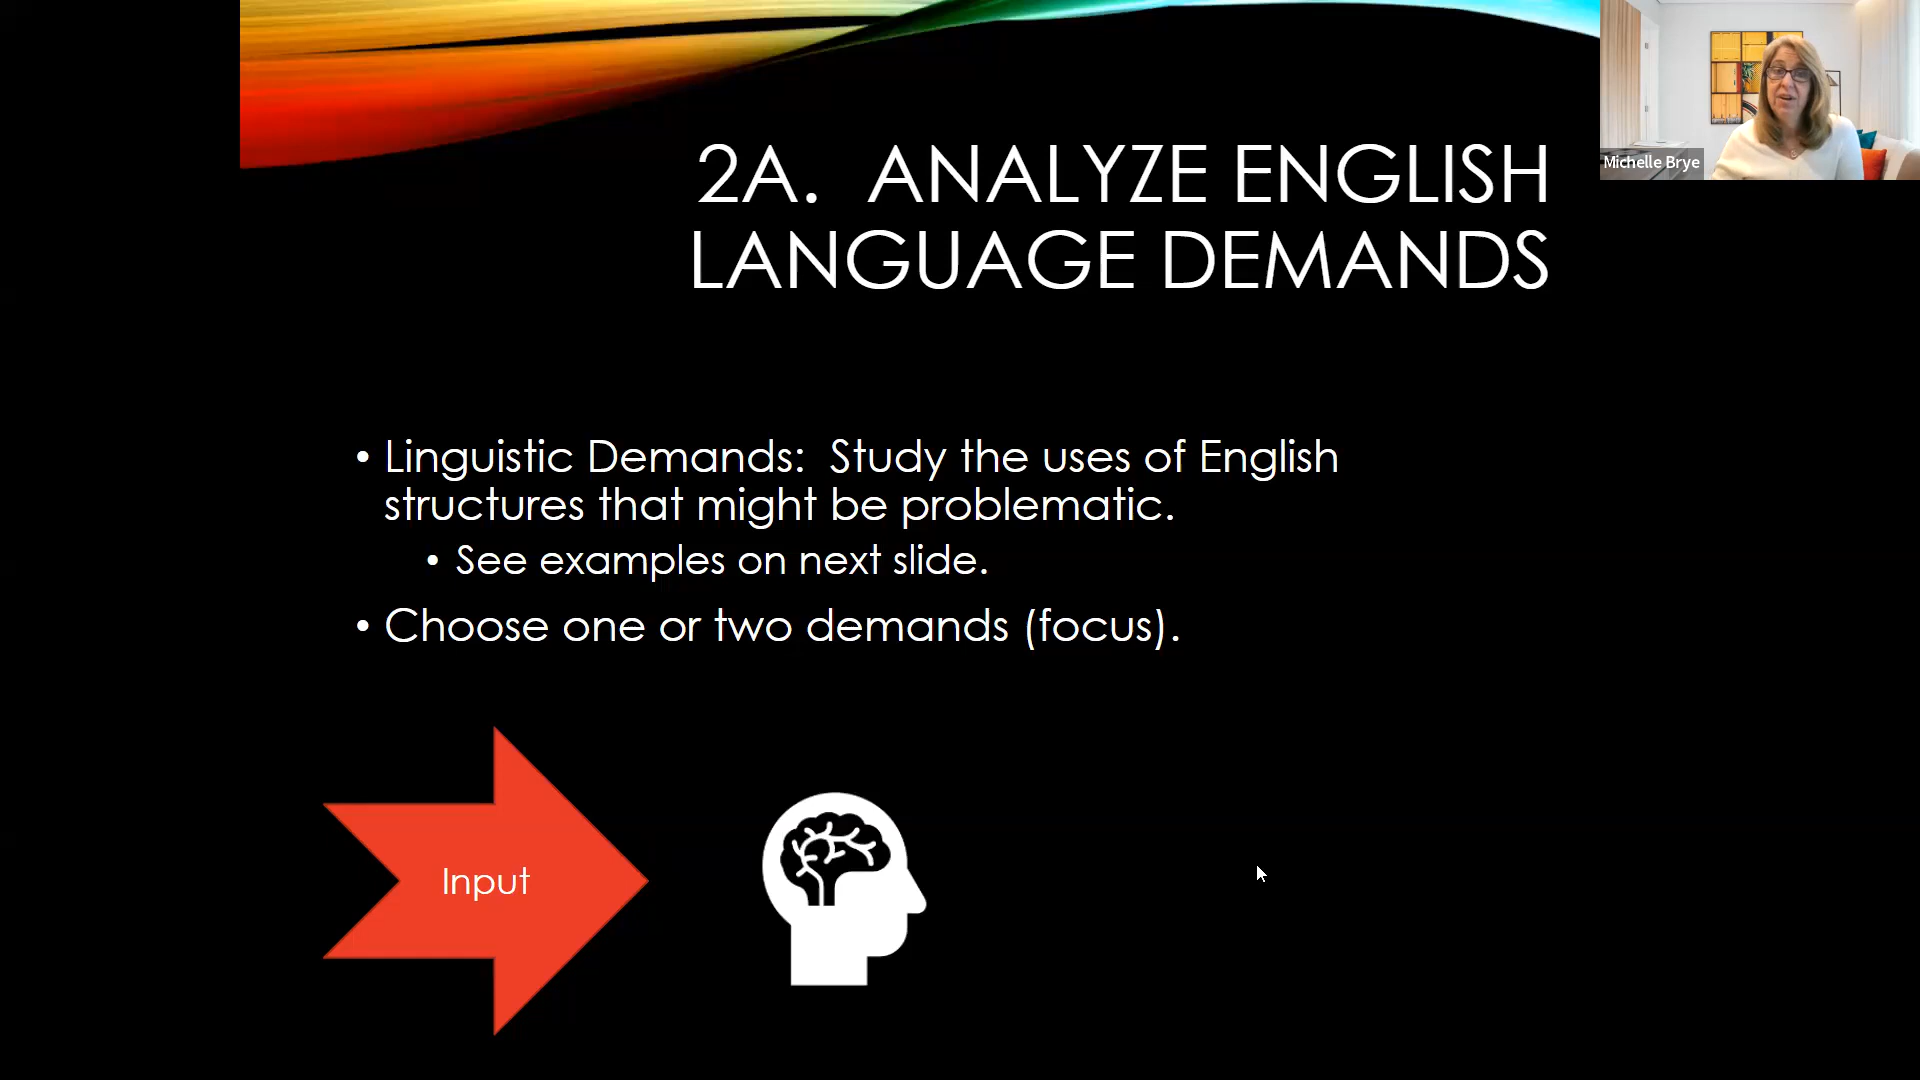 2A. ANALYZE ENGLISH
LANGUAGE DEMANDS
Michelle Brye
• Linguistic Demands: Study the uses of English
structures that might be problematic.
• See examples on next slide.
• Choose one or two demands (focus).
Input